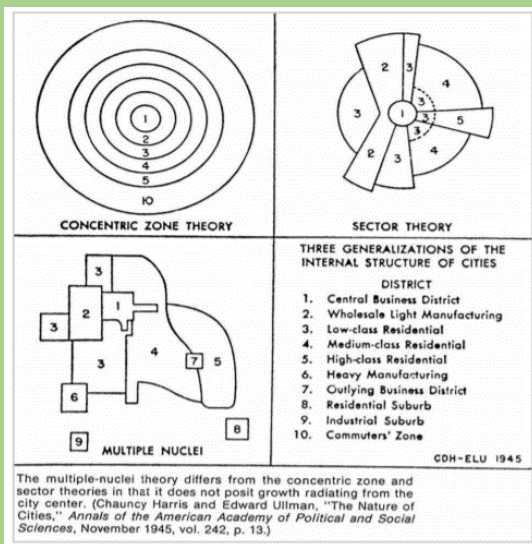 1
2
3
4
5
10
CONCENTRIC ZONE THEORY
2
3
4
3
3
1
3
5
3
4
2
3
SECTOR THEORY
3
1
2
3
4
3
7
5
6
8
9
MULTIPLE NUCLEI
THREE GENERALIZATIONS OF THE
INTERNAL STRUCTURE OF CITIES
DISTRICT
1. Central Business District
2. Wholesale Light Manufacturing
3. Low-class Residential
4. Medium-class Residential
5. High-class Residential
6. Heavy Manufacturing
7. Outlying Business District
8. Residential Suburb
9. Industrial Suburb
10. Commuters' Zone
CDH-ELU 1945
The multiple-nuclei theory differs from the concentric zone and
sector theories in that it does not posit growth radiating from the
city center. (Chauncy Harris and Edward Ullman, "The Nature of
Cities," Annals of the American Academy of Political and Social
Sciences, November 1945, vol. 242, p. 13.)